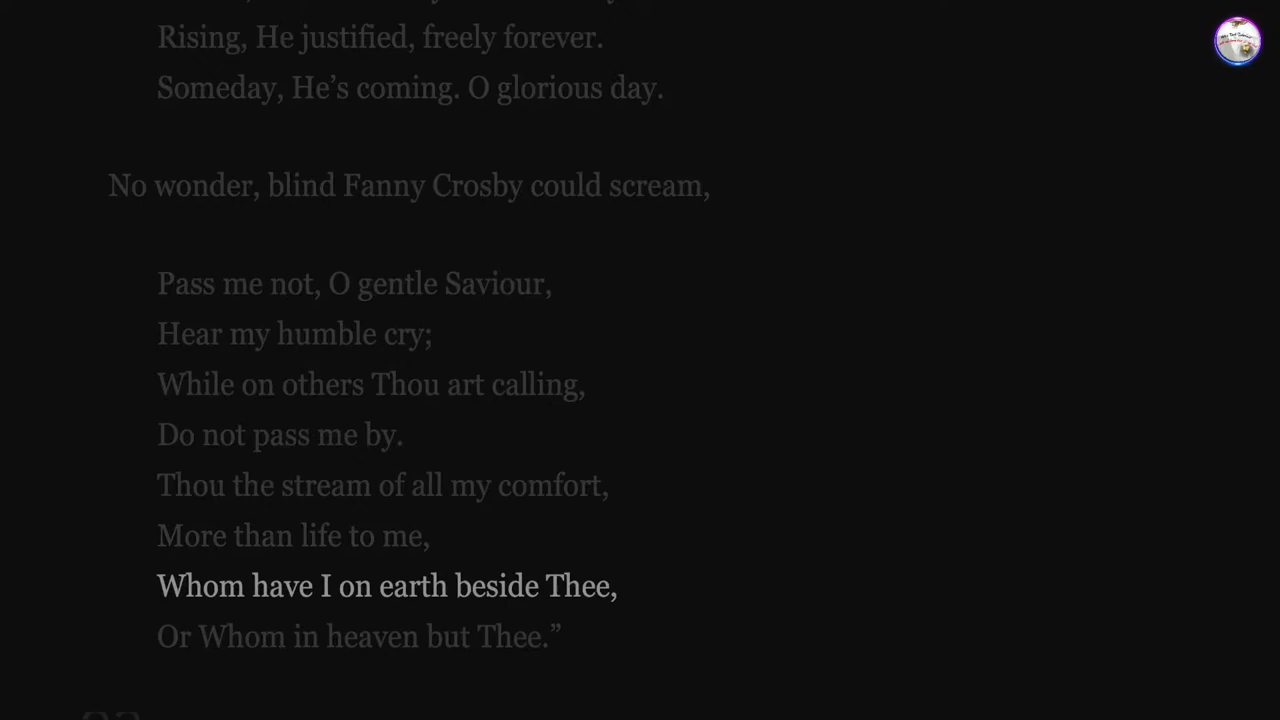 Rising, He justified, freely forever.
Someday, He’s coming. O glorious day.
No wonder, blind Fanny Crosby could scream,
Pass me not, O gentle Saviour,
Hear my humble cry;
While on others Thou art calling,
Do not pass me by.
Thou the stream of all my comfort,
More than life to me,
Whom have I on earth beside Thee,
Or Whom in heaven but Thee.”